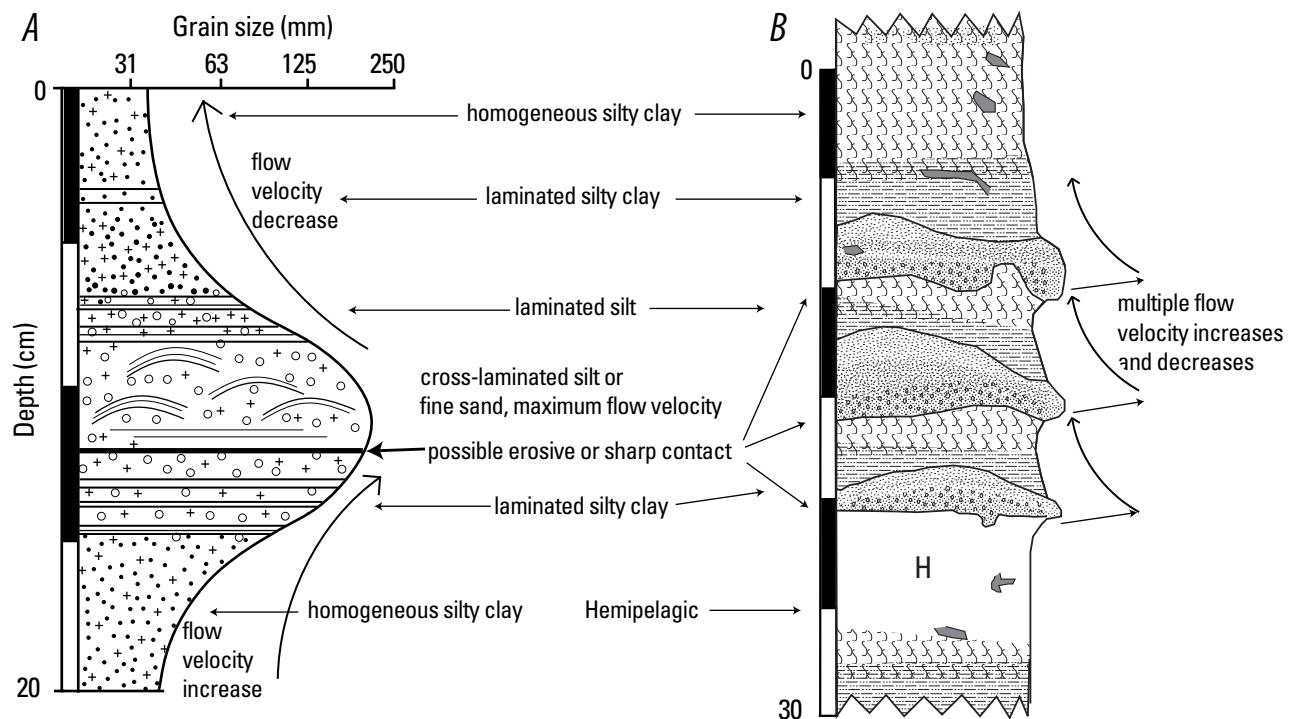 A
Grain size (mm)
31 63 125 250
B
0
0
homogeneous silty clay
flow
velocity
decrease
laminated silty clay
laminated silt
multiple flow
velocity increases
and decreases
Depth (cm)
cross-laminated silt or
fine sand, maximum flow velocity
possible erosive or sharp contact
laminated silty clay
H
homogeneous silty clay
Hemipelagic
flow
velocity
increase
20
30